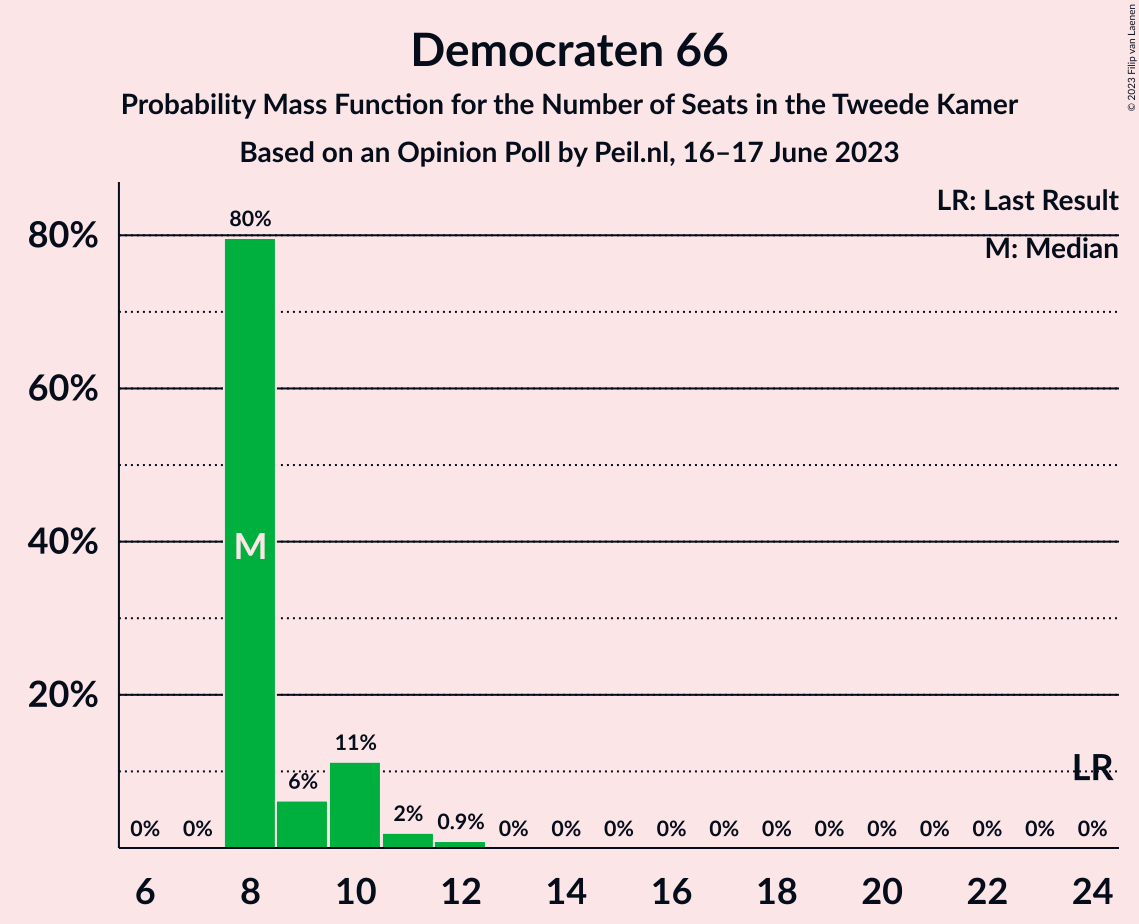 Democraten 66
Probability Mass Function for the Number of Seats in the Tweede Kamer
Based on an Opinion Poll by Peil.nl, 16–17 June 2023
© 2023 Filip van Laenen
LR: Last Result
M: Median
80%
60%
40%
20%
80%
M
6%
11%
2%
0.9%
LR
0% 0% 0% 0% 0% 0% 0% 0% 0% 0% 0% 0% 0% 0%
6 8 10 12 14 16 18 20 22 24